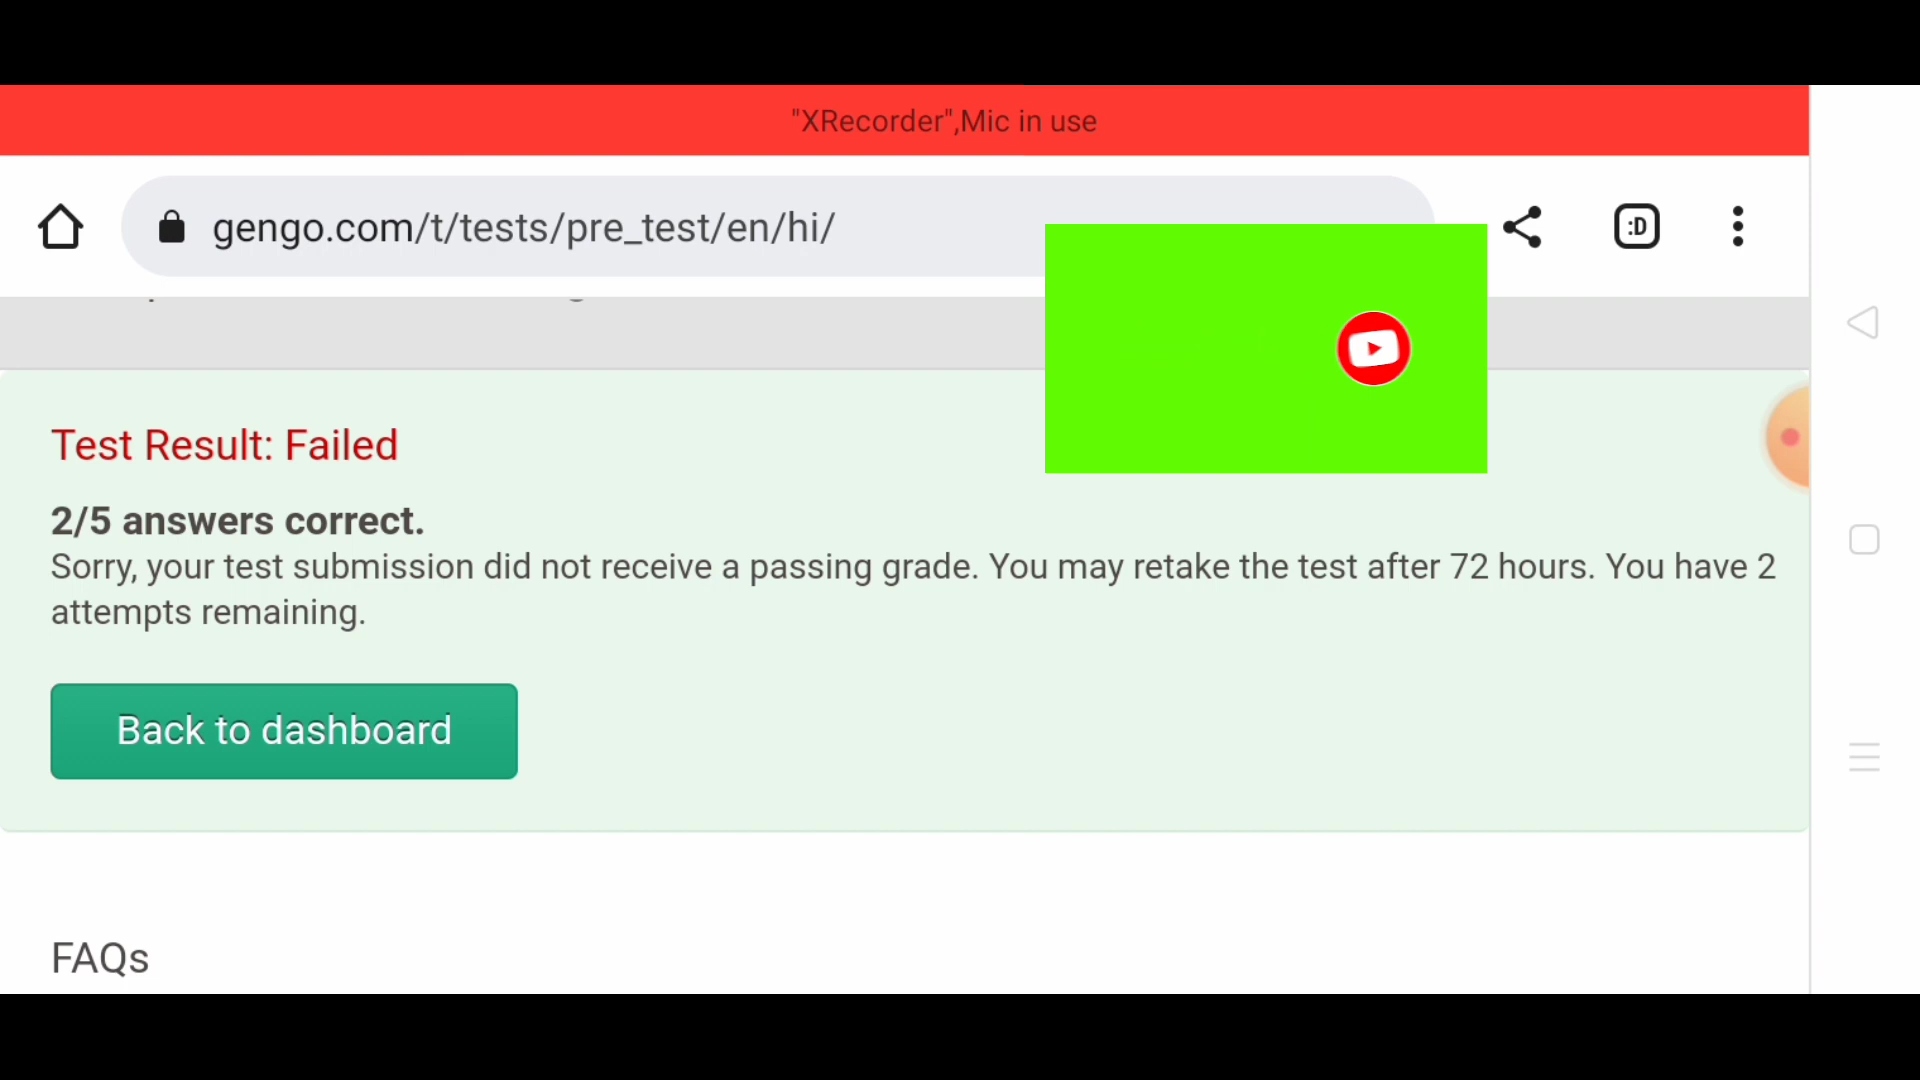 "XRecorder",Mic in use
gengo.com/t/tests/pre_test/en/hi/
:D
Test Result: Failed
2/5 answers correct.
Sorry, your test submission did not receive a passing grade. You may retake the test after 72 hours. You have 2
attempts remaining.
Back to dashboard
FAQs